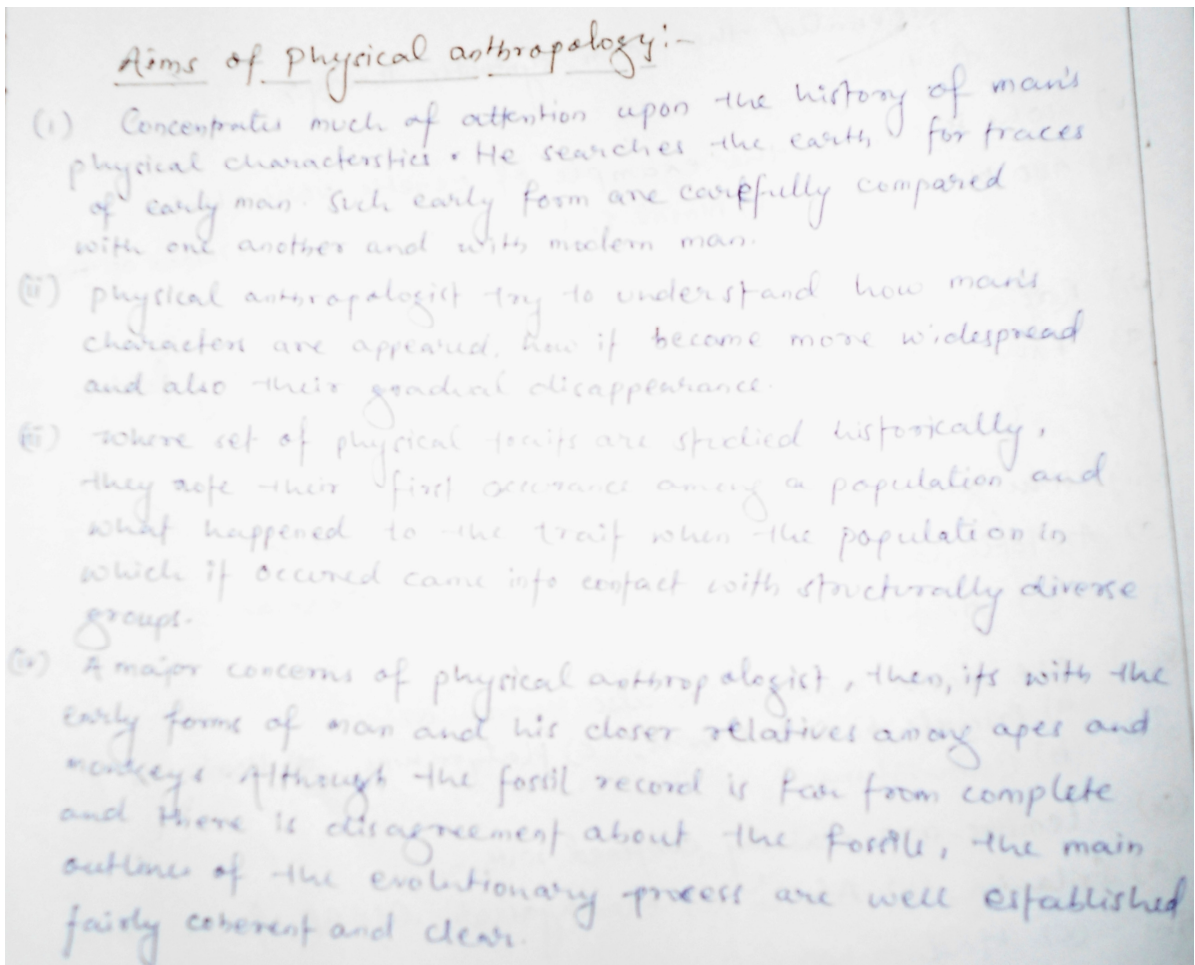 Aims of physical anthropology:-
(i) Concentrates much of attention upon the history of man's
physical characterstics. He searches the earth for traces
of early man. Such early form are carefully compared
with one another and with modern man.
(ii) physical anthropologist try to understand how man's
characters are appeared, how it became more widespread
and also their gradual disappearance.
(iii) where set of physical traits are studied historically,
they note their first occurance among a population and
what happened to the trait when the population in
which it occured came into contact with structurally diverse
groups.
(iv) A major concerns of physical anthropologist, then, its with the
early forms of man and his closer relatives among apes and
monkeys. Although the fossil record is far from complete
and there is disagreement about the fossils, the main
outlines of the evolutionary process are well established
fairly coherent and clear.